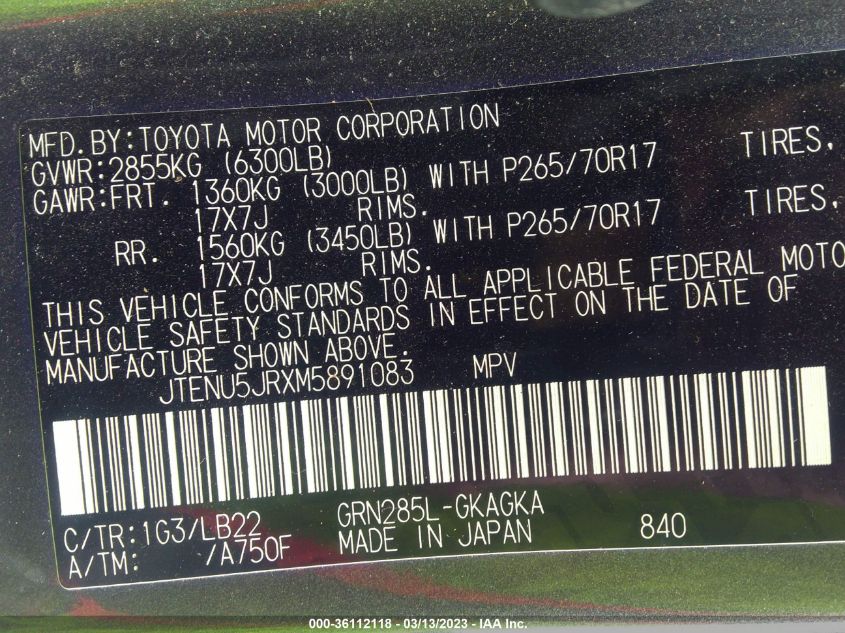 MFD.BY:TOYOTA MOTOR CORPORATION
GVWR:2855KG (6300LB)
GAWR:FRT. 1360KG (3000LB) WITH P265/70R17 TIRES,
17X7J RIMS.
RR. 1560KG (3450LB) WITH P265/70R17 TIRES,
17X7J RIMS.
THIS VEHICLE CONFORMS TO ALL APPLICABLE FEDERAL MOTO
VEHICLE SAFETY STANDARDS IN EFFECT ON THE DATE OF
MANUFACTURE SHOWN ABOVE.
JTENU5JRXM5891083 MPV
C/TR:1G3/LB22 GRN285L-GKAGKA
A/TM: /A750F MADE IN JAPAN 840
000-36112118 - 03/13/2023 - IAA Inc.